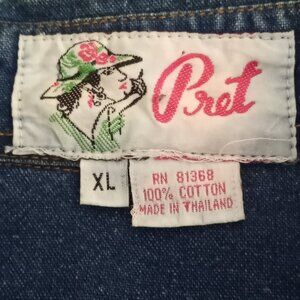 Pret
XL
RN 81368
100% COTTON
MADE IN THAILAND